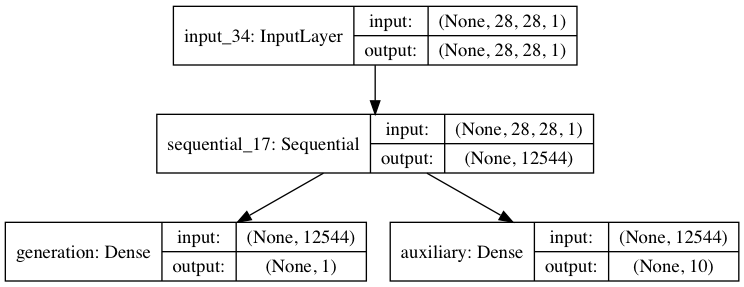 input_34: InputLayer
input:
(None, 28, 28, 1)
output:
(None, 28, 28, 1)
sequential_17: Sequential
input:
(None, 28, 28, 1)
output:
(None, 12544)
generation: Dense
input:
(None, 12544)
output:
(None, 1)
auxiliary: Dense
input:
(None, 12544)
output:
(None, 10)